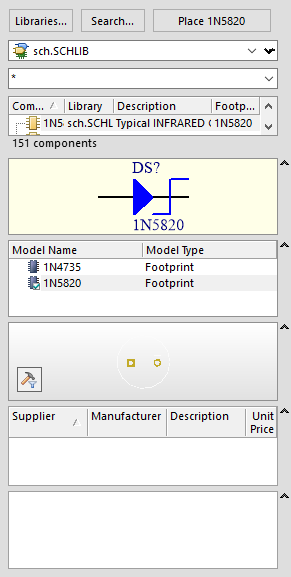 Libraries... Search... Place 1N5820
sch.SCHLIB
*
Com... Library Description Footp...
1N5 sch.SCHL Typical INFRARED G 1N5820
151 components
DS?
1N5820
Model Name Model Type
1N4735 Footprint
1N5820 Footprint
Supplier Manufacturer Description Unit Price